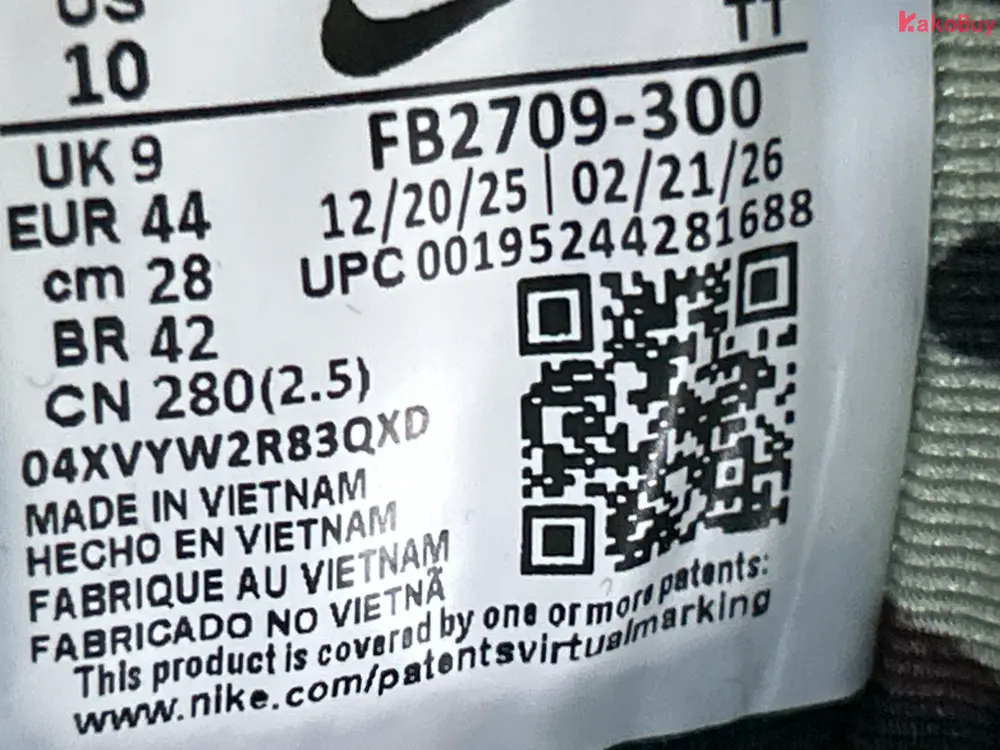 KakoBuy
US
TT
10
FB2709-300
UK 9
12/20/25 | 02/21/26
EUR 44
UPC 00195244281688
cm 28
BR 42
CN 280(2.5)
04XVYW2R83QXD
MADE IN VIETNAM
HECHO EN VIETNAM
FABRIQUE AU VIETNAM
FABRICADO NO VIETNÃ
This product is covered by one or more patents:
www.nike.com/patentsvirtualmarking